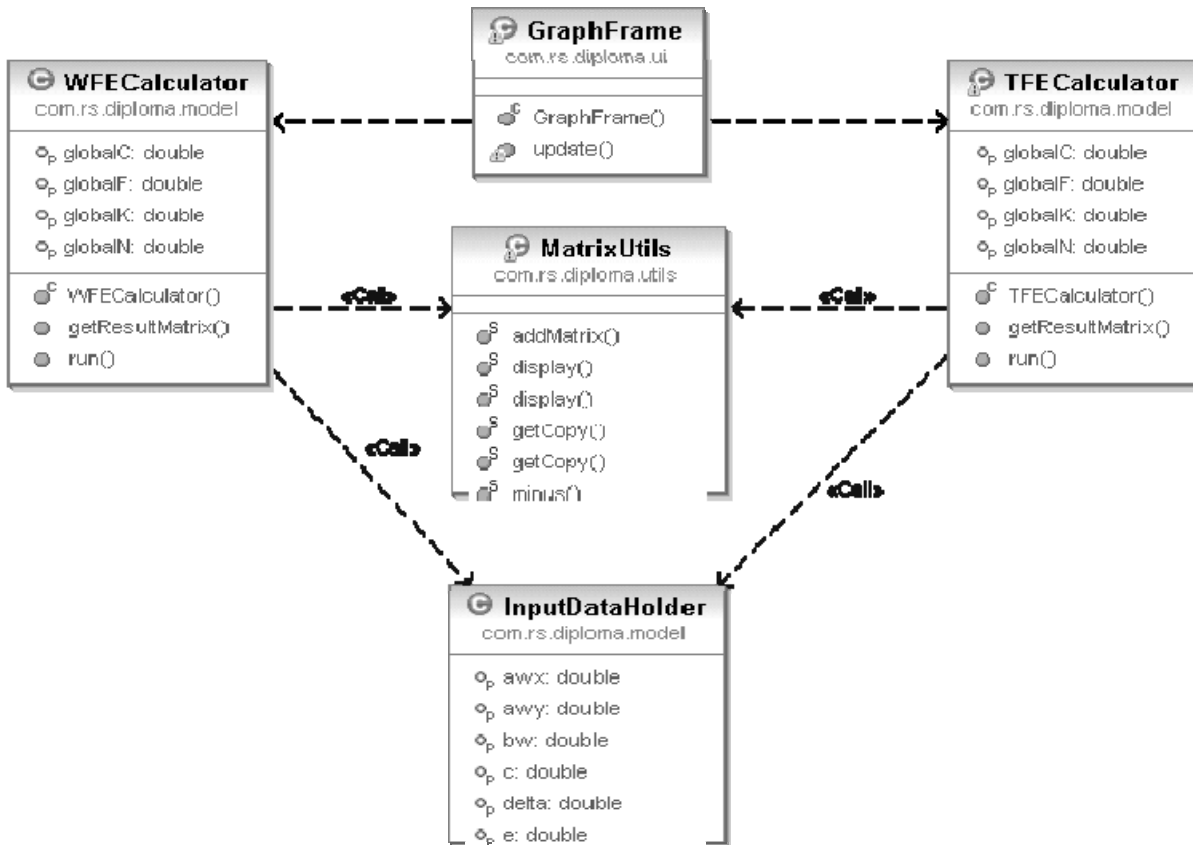 GraphFrame
com.rs.diploma.ui
GraphFrame()
update()
WFECalculator
com.rs.diploma.model
globalC: double
globalF: double
globalK: double
globalN: double
WFECalculator()
getResultMatrix()
run()
TFECalculator
com.rs.diploma.model
globalC: double
globalF: double
globalK: double
globalN: double
TFECalculator()
getResultMatrix()
run()
MatrixUtils
com.rs.diploma.utils
addMatrix()
display()
display()
getCopy()
getCopy()
minus()
«Call»
«Call»
«Call»
«Call»
InputDataHolder
com.rs.diploma.model
awx: double
awy: double
bw: double
c: double
delta: double
e: double